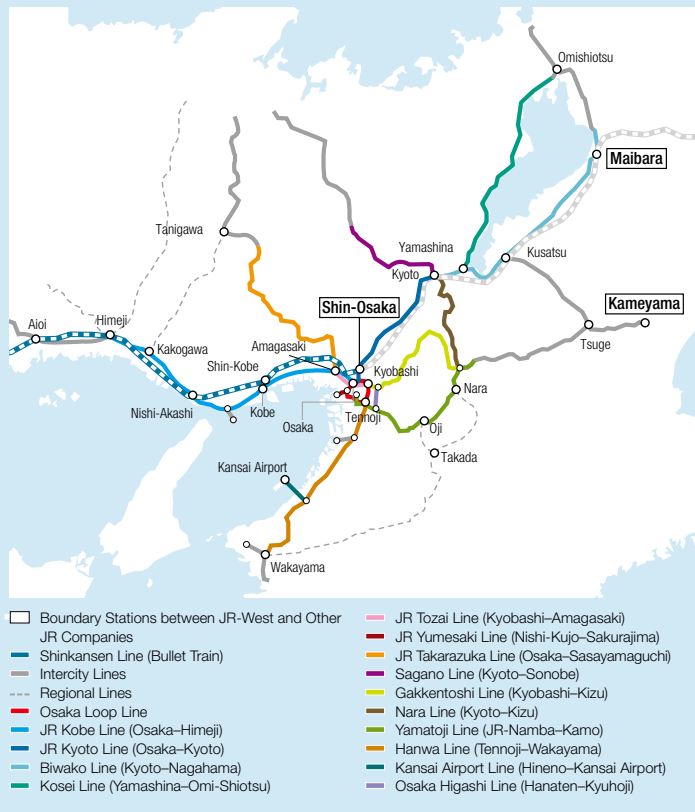 Omishiotsu
Maibara
Tanigawa
Yamashina
Kyoto
Kusatsu
Shin-Osaka
Kameyama
Aioi
Himeji
Amagasaki
Tsuge
Kakogawa
Shin-Kobe
Kyobashi
Nishi-Akashi
Kobe
Nara
Osaka
Tennoji
Oji
Takada
Kansai Airport
Wakayama
Boundary Stations between JR-West and Other
JR Companies
Shinkansen Line (Bullet Train)
Intercity Lines
Regional Lines
Osaka Loop Line
JR Kobe Line (Osaka–Himeji)
JR Kyoto Line (Osaka–Kyoto)
Biwako Line (Kyoto–Nagahama)
Kosei Line (Yamashina–Omi-Shiotsu)
JR Tozai Line (Kyobashi–Amagasaki)
JR Yumesaki Line (Nishi-Kujo–Sakurajima)
JR Takarazuka Line (Osaka–Sasayamaguchi)
Sagano Line (Kyoto–Sonobe)
Gakkentoshi Line (Kyobashi–Kizu)
Nara Line (Kyoto–Kizu)
Yamatoji Line (JR-Namba–Kamo)
Hanwa Line (Tennoji–Wakayama)
Kansai Airport Line (Hineno–Kansai Airport)
Osaka Higashi Line (Hanaten–Kyuhoji)